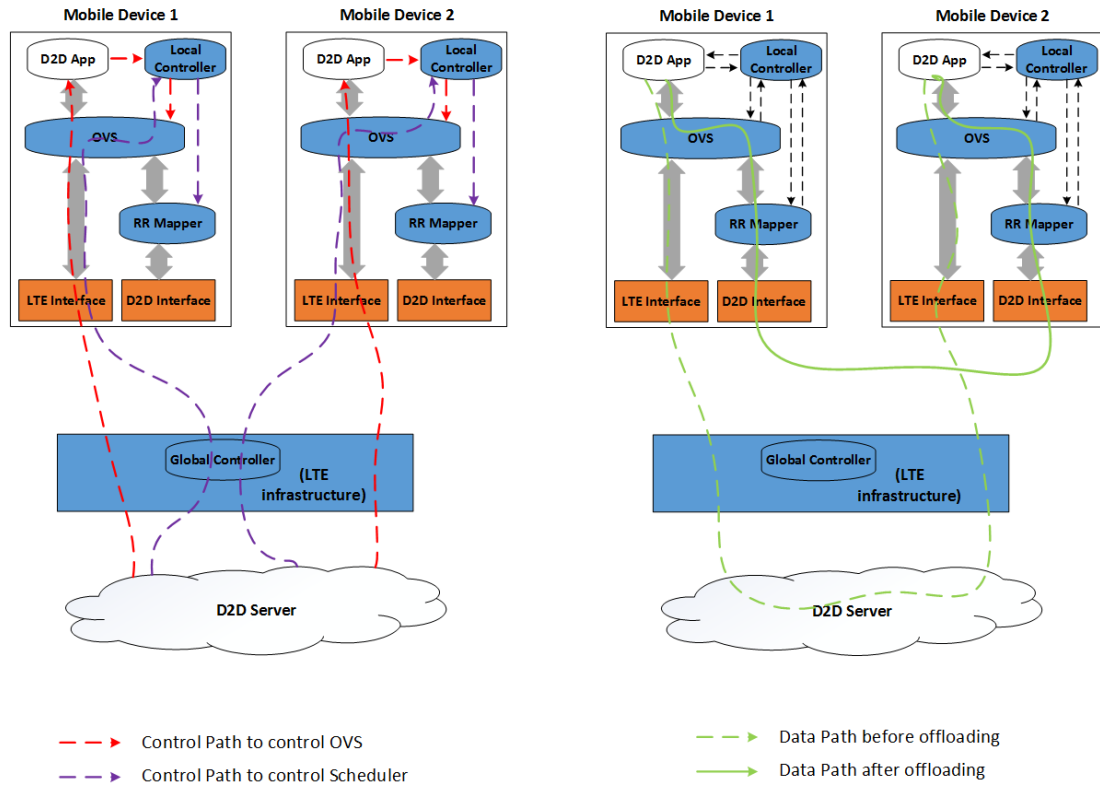 Mobile Device 1
Mobile Device 2
D2D App
Local
Controller
OVS
RR Mapper
LTE Interface
D2D Interface
D2D App
Local
Controller
OVS
RR Mapper
LTE Interface
D2D Interface
Global Controller
(LTE
infrastructure)
D2D Server
Control Path to control OVS
Control Path to control Scheduler
Mobile Device 1
Mobile Device 2
D2D App
Local
Controller
OVS
RR Mapper
LTE Interface
D2D Interface
D2D App
Local
Controller
OVS
RR Mapper
LTE Interface
D2D Interface
Global Controller
(LTE
infrastructure)
D2D Server
Data Path before offloading
Data Path after offloading